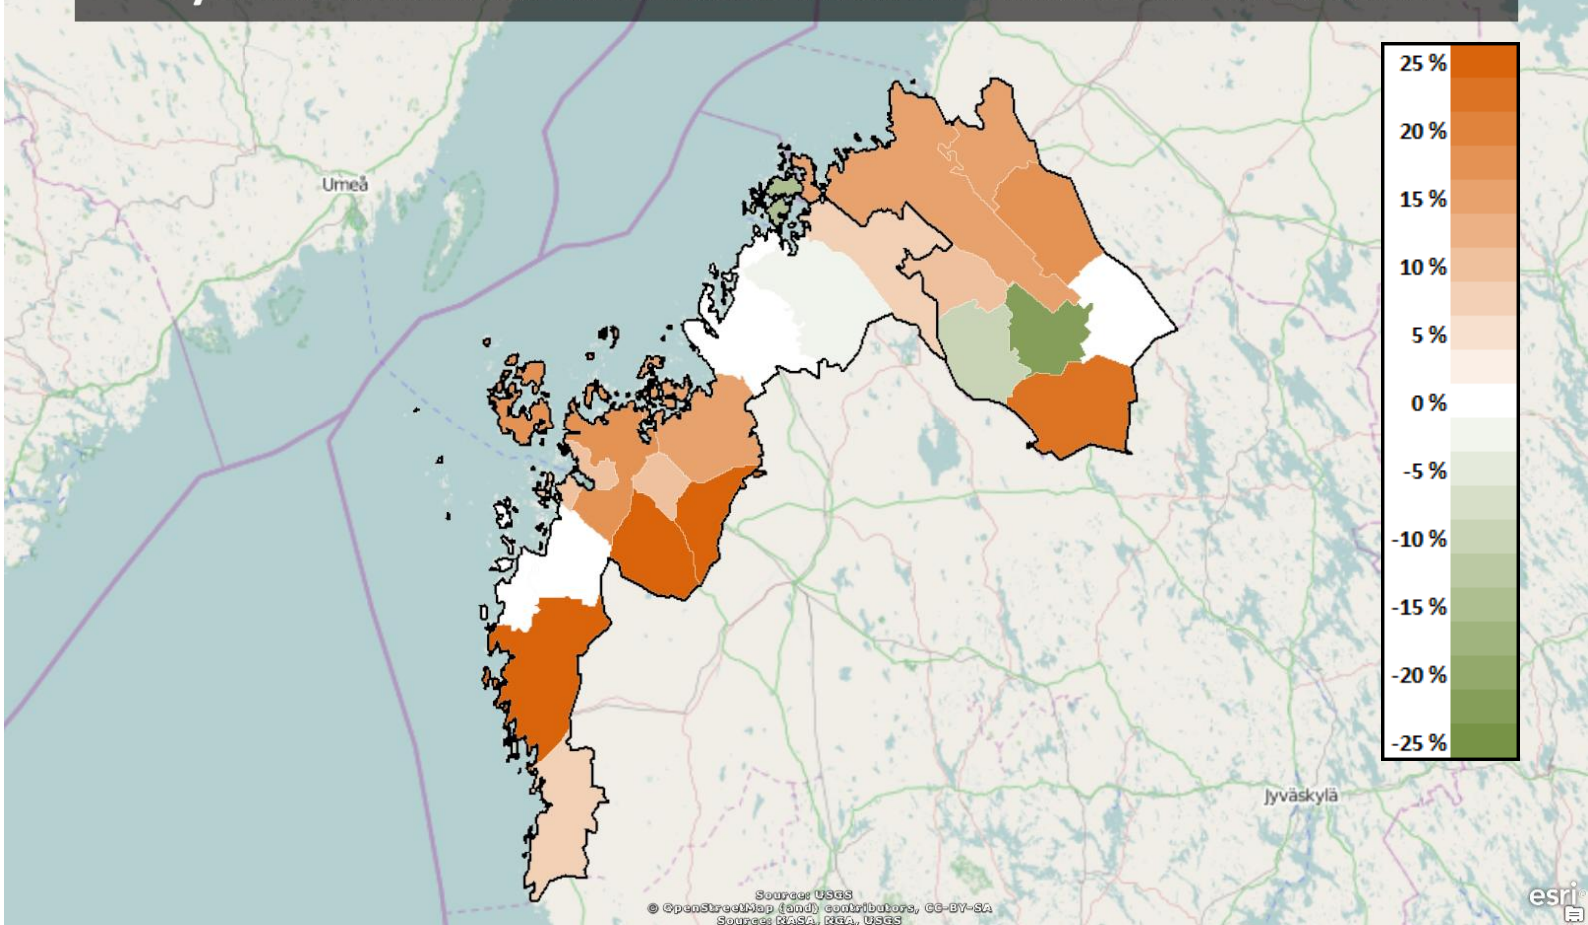 25 %
20 %
15 %
10 %
5 %
0 %
-5 %
-10 %
-15 %
-20 %
-25 %
Umeå
Jyväskylä
Source: USGS
© OpenStreetMap (and) contributors, CC-BY-SA
Source: NASA, NGA, USGS
esri